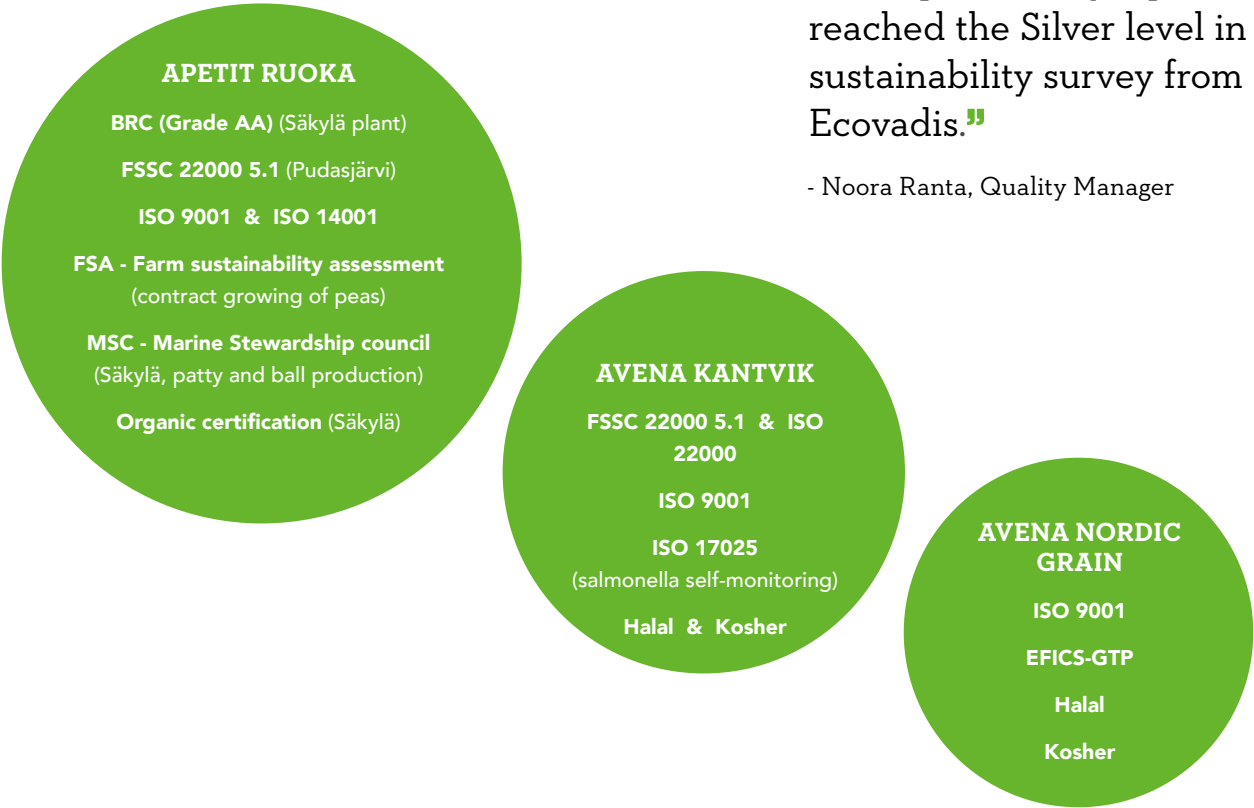 reached the Silver level in
sustainability survey from
Ecovadis.”
- Noora Ranta, Quality Manager
APETIT RUOKA
BRC (Grade AA) (Säkylä plant)
FSSC 22000 5.1 (Pudasjärvi)
ISO 9001 & ISO 14001
FSA - Farm sustainability assessment
(contract growing of peas)
MSC - Marine Stewardship council
(Säkylä, patty and ball production)
Organic certification (Säkylä)
AVENA KANTVIK
FSSC 22000 5.1 & ISO
22000
ISO 9001
ISO 17025
(salmonella self-monitoring)
Halal & Kosher
AVENA NORDIC
GRAIN
ISO 9001
EFICS-GTP
Halal
Kosher